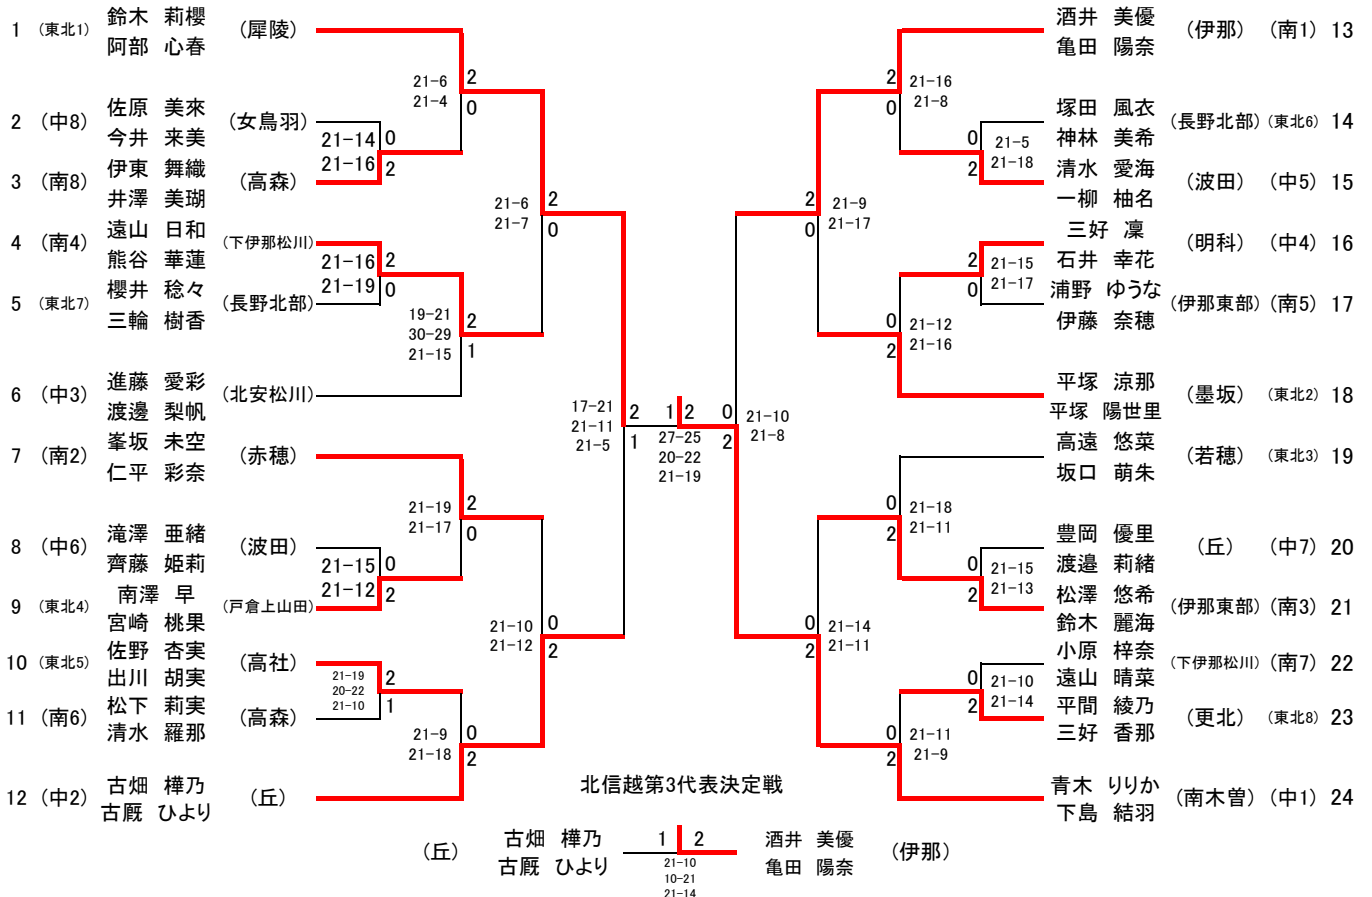 1 (東北1) 鈴木 莉櫻 (犀陵)
阿部 心春
2 (中8) 佐原 美來 (女鳥羽)
今井 来美
3 (南8) 伊東 舞織 (高森)
井澤 美瑚
4 (南4) 遠山 日和 (下伊那松川)
熊谷 華蓮
5 (東北7) 櫻井 稔々 (長野北部)
三輪 樹香
6 (中3) 進藤 愛彩 (北安松川)
渡邊 梨帆
7 (南2) 峯坂 未空 (赤穂)
仁平 彩奈
8 (中6) 滝澤 亜緒 (波田)
齊藤 姫莉
9 (東北4) 南澤 早 (戸倉上山田)
宮崎 桃果
10 (東北5) 佐野 杏実 (高社)
出川 胡実
11 (南6) 松下 莉実 (高森)
清水 羅那
12 (中2) 古畑 樺乃 (丘)
古厩 ひより
21-14 0
21-16 2
21-16 2
21-19 0
21-15 0
21-12 2
21-19 2
20-22
21-10 1
21-6 2
21-4 0
19-21 2
30-29
21-15 1
21-19 2
21-17 0
21-9 0
21-18 2
21-6 2
21-7 0
21-10 0
21-12 2
17-21 2
21-11
21-5 1
1 2
27-25
20-22
21-19
0 21-10
2 21-8
2 21-9
0 21-17
0 21-14
2 21-11
2 21-16
0 21-8
0 21-12
2 21-16
0 21-18
2 21-11
0 21-11
2 21-9
0 21-5
2 21-18
2 21-15
0 21-17
0 21-15
2 21-13
0 21-10
2 21-14
酒井 美優 (伊那) (南1) 13
亀田 陽奈
塚田 風衣 (長野北部) (東北6) 14
神林 美希
清水 愛海 (波田) (中5) 15
一柳 柚名
三好 凜 (明科) (中4) 16
石井 幸花
浦野 ゆうな (伊那東部) (南5) 17
伊藤 奈穂
平塚 涼那 (墨坂) (東北2) 18
平塚 陽世里
高遠 悠菜 (若穂) (東北3) 19
坂口 萌朱
豊岡 優里 (丘) (中7) 20
渡邉 莉緒
松澤 悠希 (伊那東部) (南3) 21
鈴木 麗海
小原 梓奈 (下伊那松川) (南7) 22
遠山 晴菜
平間 綾乃 (更北) (東北8) 23
三好 香那
青木 りりか (南木曽) (中1) 24
下島 結羽
北信越第3代表決定戦
(丘) 古畑 樺乃 1 2 酒井 美優 (伊那)
古厩 ひより 亀田 陽奈
21-10
10-21
21-14